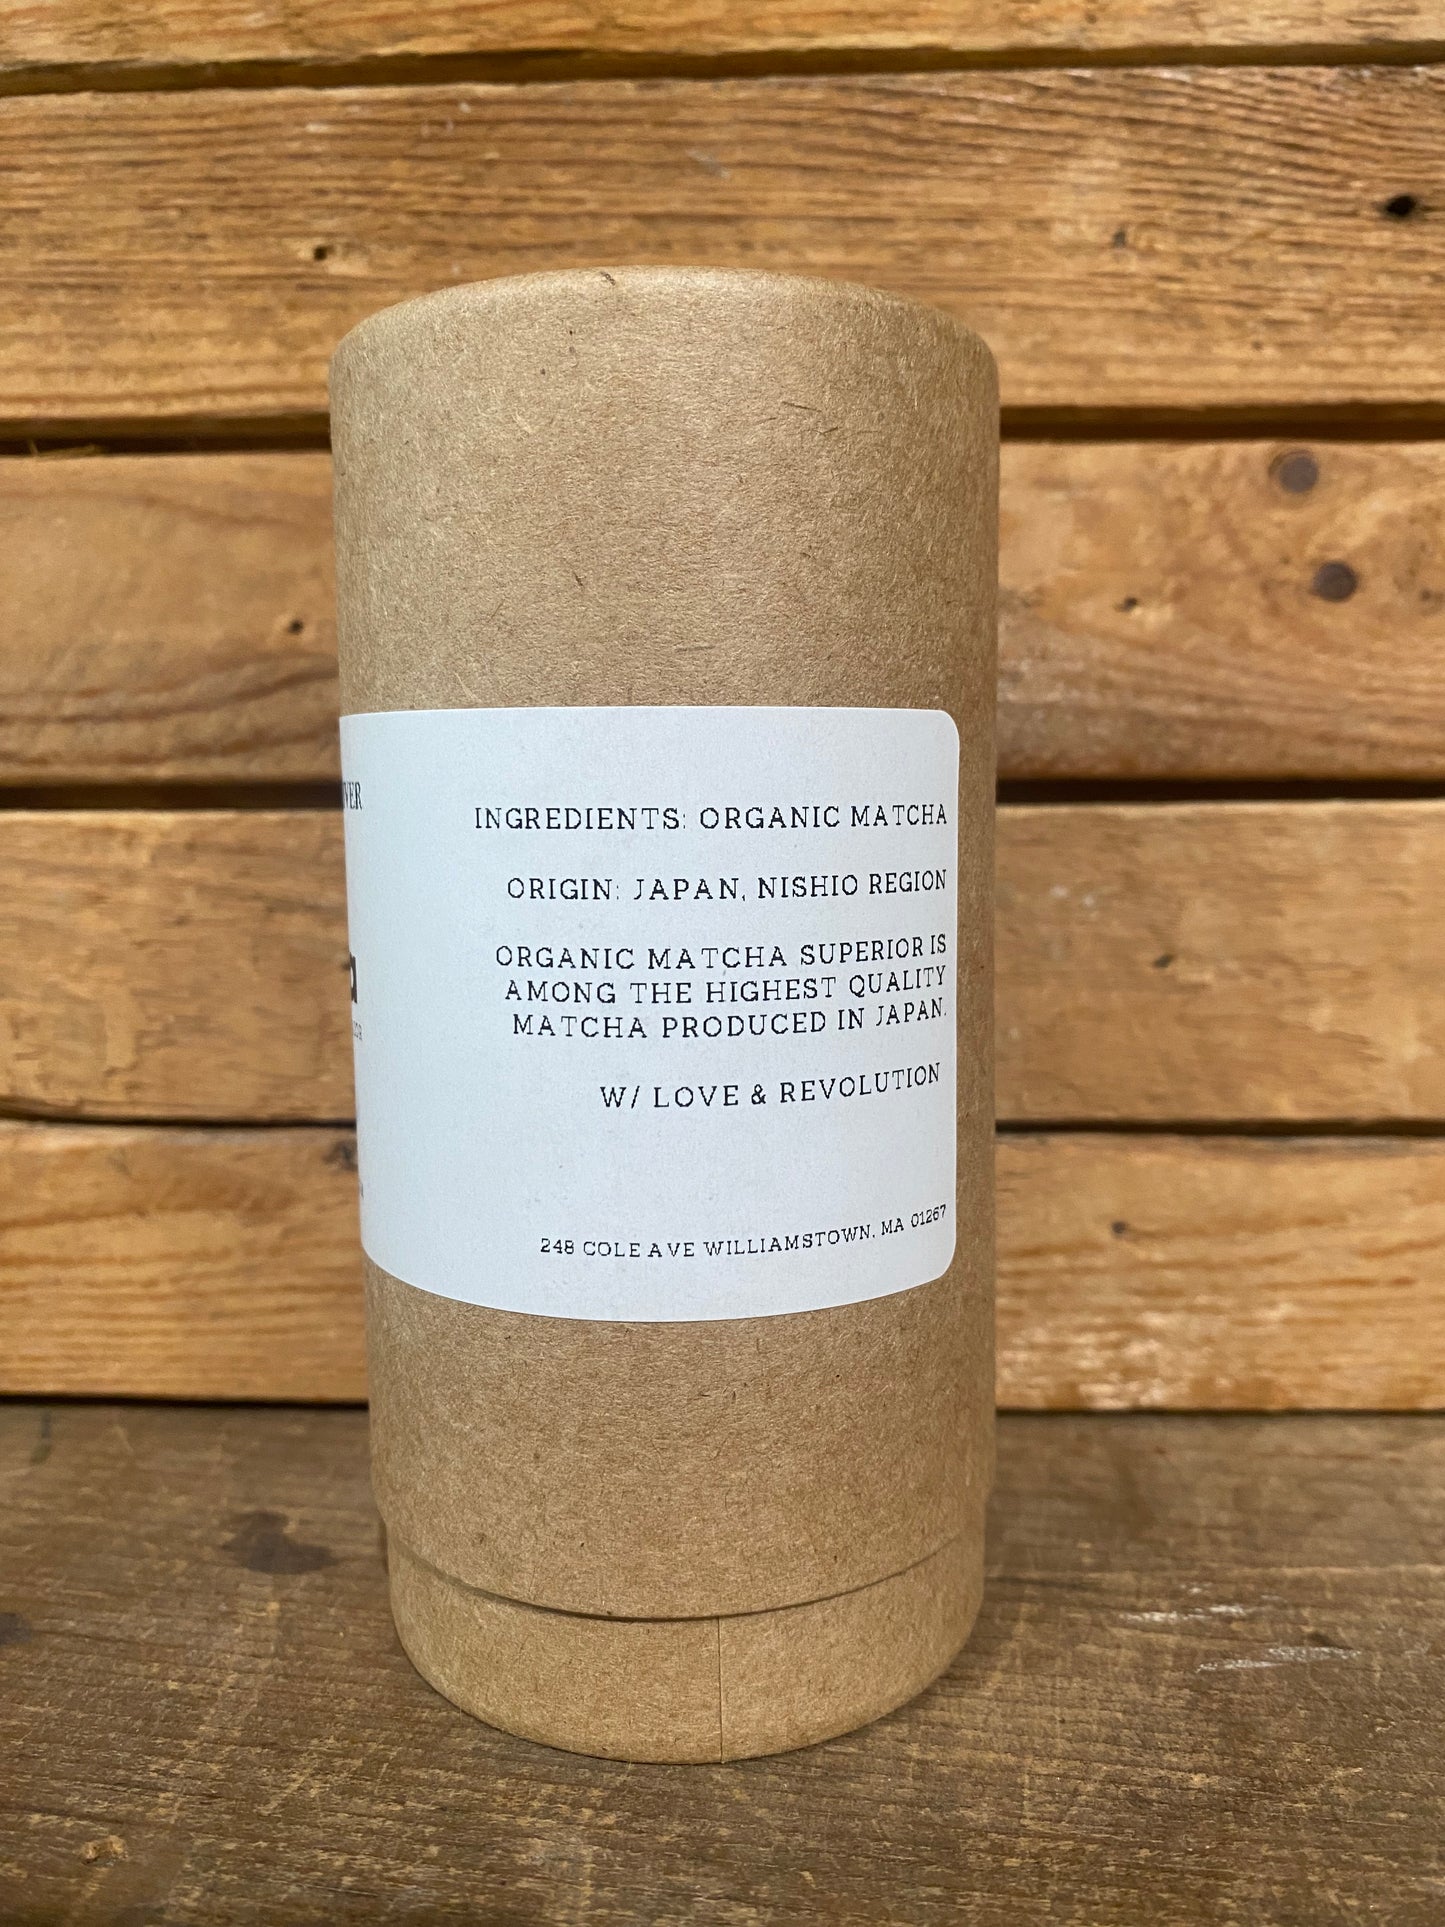 INGREDIENTS: ORGANIC MATCHA
ORIGIN: JAPAN, NISHIO REGION
ORGANIC MATCHA SUPERIOR IS
AMONG THE HIGHEST QUALITY
MATCHA PRODUCED IN JAPAN.
W/ LOVE & REVOLUTION
248 COLE AVE WILLIAMSTOWN, MA 01267